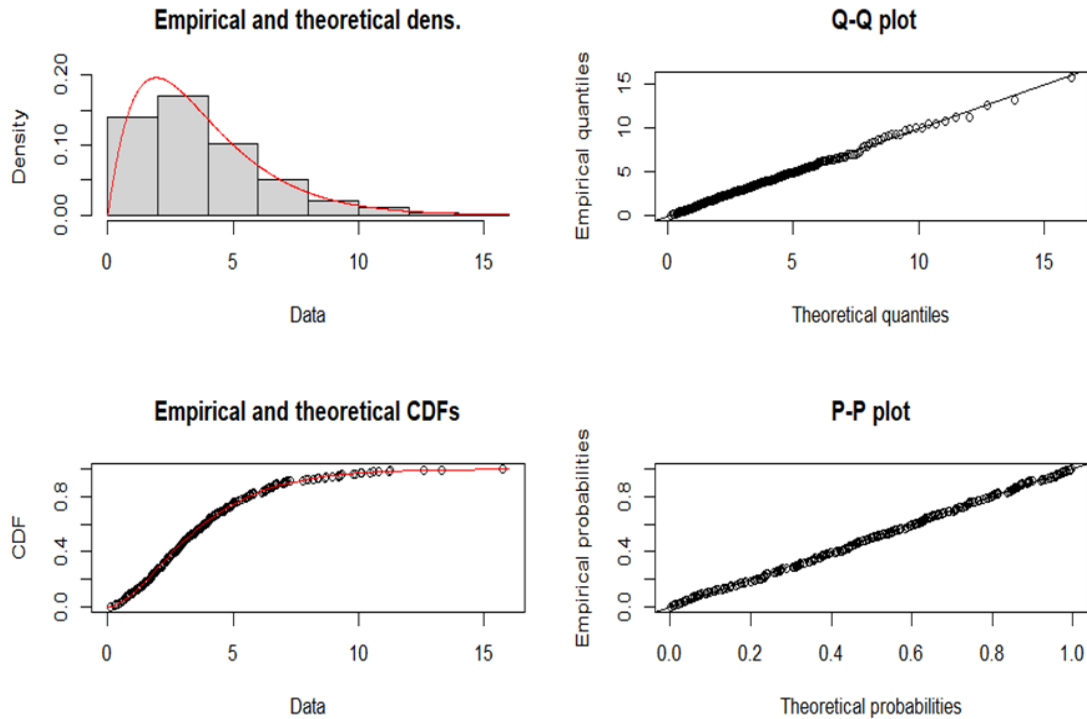 Empirical and theoretical dens.
Density
0.00 0.10 0.20
0 5 10 15
Data
Q-Q plot
Empirical quantiles
0 5 10 15
0 5 10 15
Theoretical quantiles
Empirical and theoretical CDFs
CDF
0.0 0.4 0.8
0 5 10 15
Data
P-P plot
Empirical probabilities
0.0 0.4 0.8
0.0 0.2 0.4 0.6 0.8 1.0
Theoretical probabilities